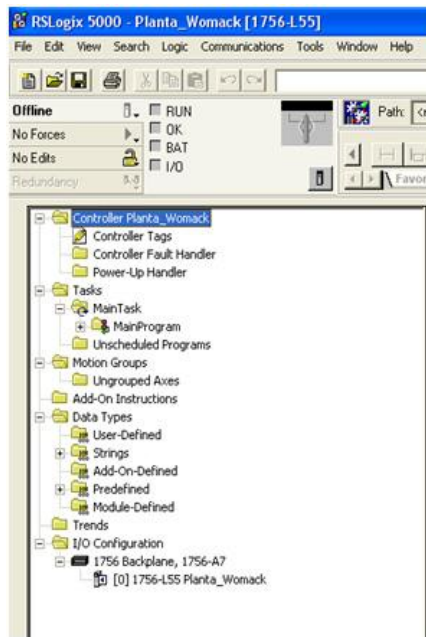 RSLogix 5000 - Planta_Womack [1756-L55]
File Edit View Search Logic Communications Tools Window Help
Offline
RUN
No Forces
OK
No Edits
BAT
Redundancy
I/O
Path:
Favor
Controller Planta_Womack
Controller Tags
Controller Fault Handler
Power-Up Handler
Tasks
MainTask
MainProgram
Unscheduled Programs
Motion Groups
Ungrouped Axes
Add-On Instructions
Data Types
User-Defined
Strings
Add-On-Defined
Predefined
Module-Defined
Trends
I/O Configuration
1756 Backplane, 1756-A7
[0] 1756-L55 Planta_Womack